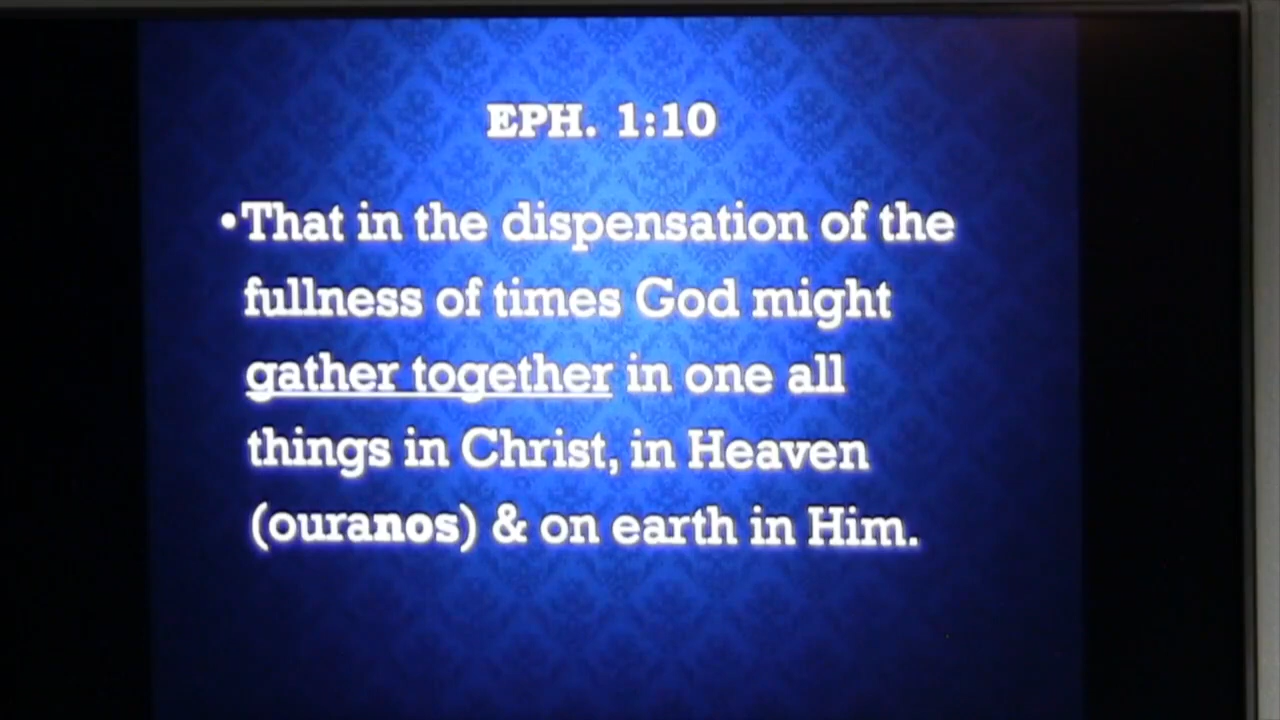 EPH. 1:10
•That in the dispensation of the
fullness of times God might
gather together in one all
things in Christ, in Heaven
(ouranos) & on earth in Him.